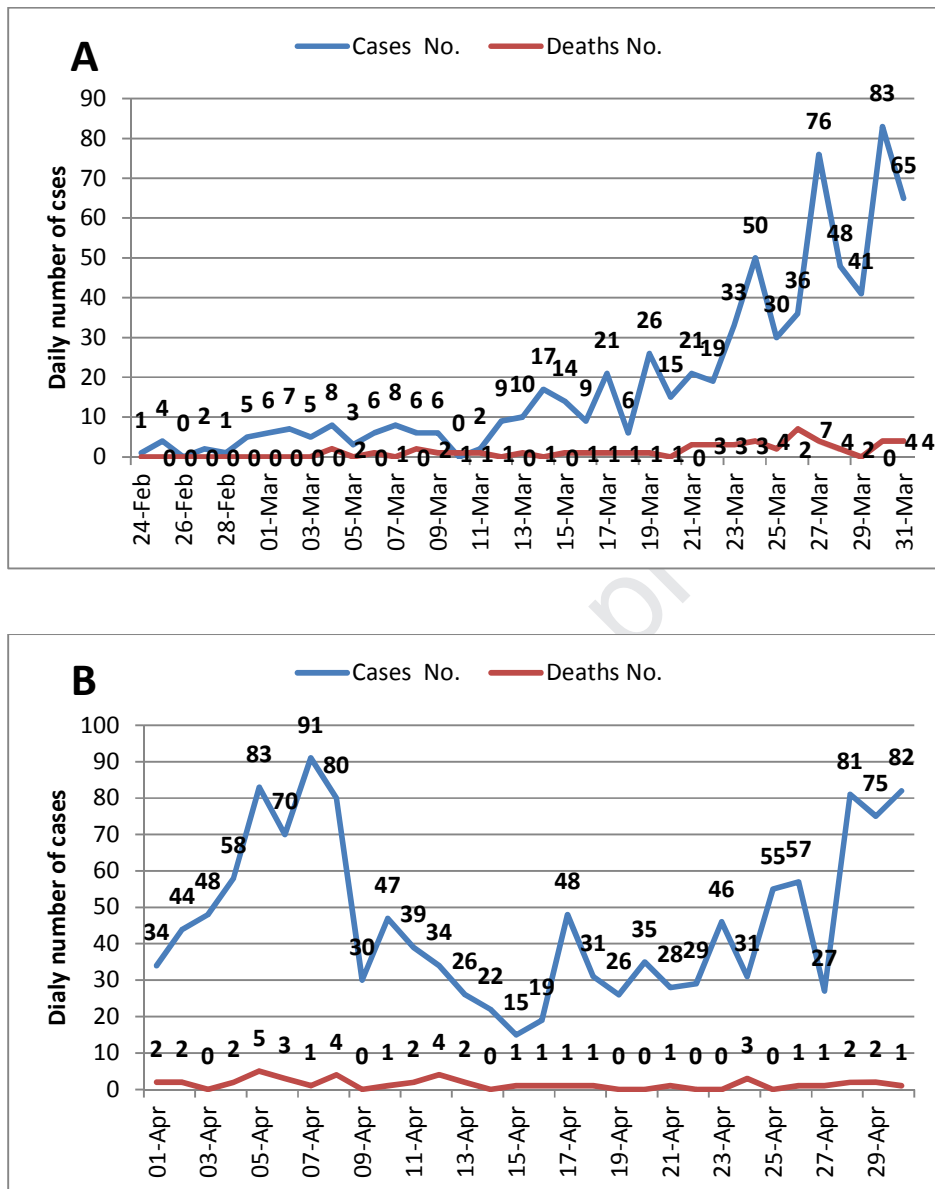 A
Cases No. Deaths No.
Daily number of cses
90
80
70
60
50
40
30
20
10
0
1 4 0 2 1 5 6 7 5 8 3 6 8 6 6 0 2 9 10 17 14 9 21 6 26 15 21 19 33 50 30 36 76 48 41 83 65
0 0 0 0 0 0 0 0 0 2 0 1 0 2 1 1 1 0 1 0 1 1 1 1 1 0 3 3 3 4 2 7 4 2 0 4 4
24-Feb 26-Feb 28-Feb 01-Mar 03-Mar 05-Mar 07-Mar 09-Mar 11-Mar 13-Mar 15-Mar 17-Mar 19-Mar 21-Mar 23-Mar 25-Mar 27-Mar 29-Mar 31-Mar
pr
B
Cases No. Deaths No.
Dialy number of cases
100
90
80
70
60
50
40
30
20
10
0
34 44 48 58 83 70 91 80 30 47 39 34 26 22 15 19 48 31 26 35 28 29 46 31 55 57 27 81 75 82
2 2 0 2 5 3 1 4 0 1 2 4 2 0 1 1 1 1 0 0 1 0 0 3 0 1 1 2 2 1
01-Apr 03-Apr 05-Apr 07-Apr 09-Apr 11-Apr 13-Apr 15-Apr 17-Apr 19-Apr 21-Apr 23-Apr 25-Apr 27-Apr 29-Apr